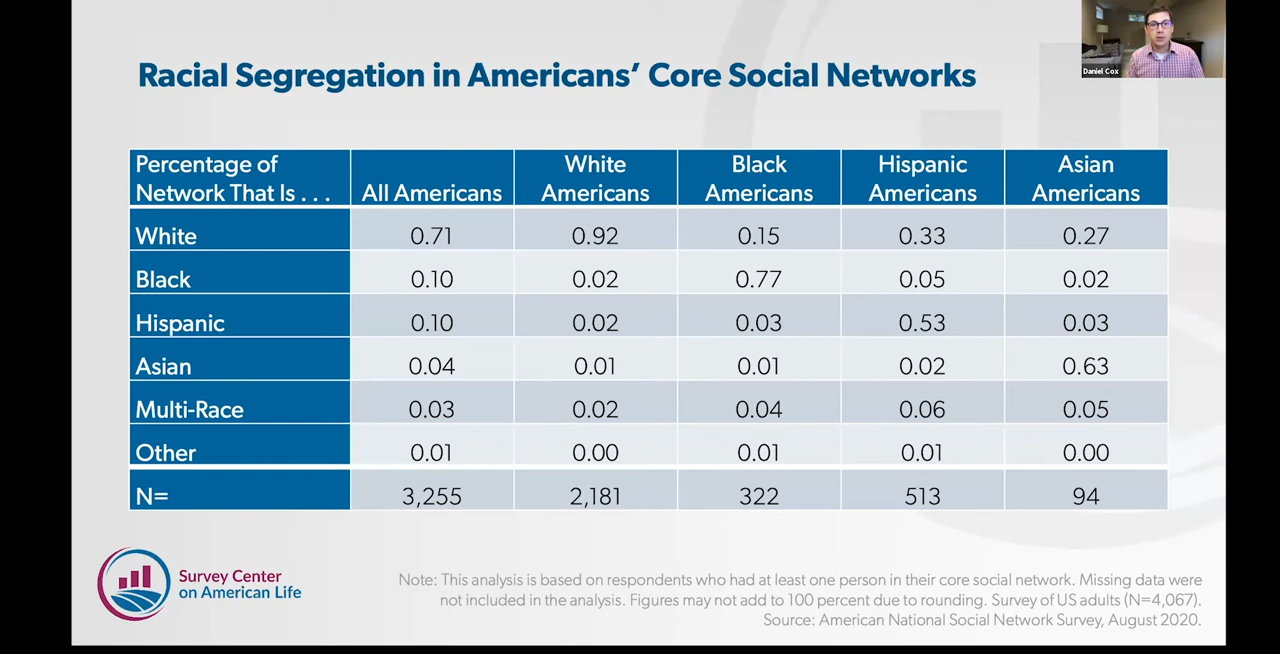 Daniel Cox
Racial Segregation in Americans’ Core Social Networks
Percentage of Network That Is . . . All Americans White Americans Black Americans Hispanic Americans Asian Americans
White 0.71 0.92 0.15 0.33 0.27
Black 0.10 0.02 0.77 0.05 0.02
Hispanic 0.10 0.02 0.03 0.53 0.03
Asian 0.04 0.01 0.01 0.02 0.63
Multi-Race 0.03 0.02 0.04 0.06 0.05
Other 0.01 0.00 0.01 0.01 0.00
N= 3,255 2,181 322 513 94
Survey Center
on American Life
Note: This analysis is based on respondents who had at least one person in their core social network. Missing data were
not included in the analysis. Figures may not add to 100 percent due to rounding. Survey of US adults (N=4,067).
Source: American National Social Network Survey, August 2020.